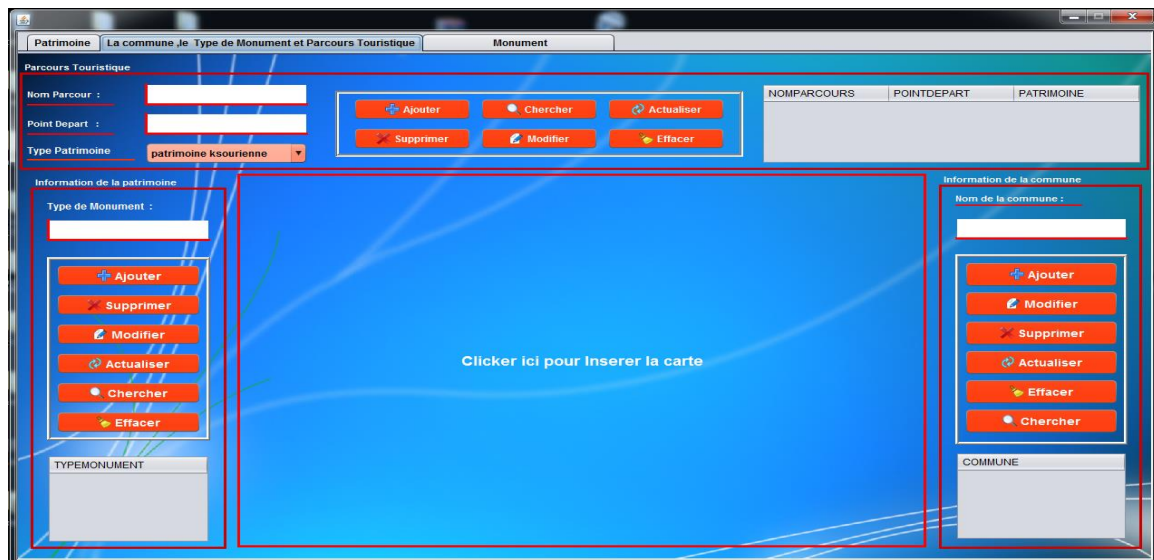 Patrimoine La commune ,le Type de Monument et Parcours Touristique Monument
Parcours Touristique
Nom Parcour :
Point Depart :
Type Patrimoine patrimoine ksourienne
Ajouter Chercher Actualiser
Supprimer Modifier Effacer
NOMPARCOURS POINTDEPART PATRIMOINE
Information de la patrimoine
Type de Monument :
Ajouter
Supprimer
Modifier
Actualiser
Chercher
Effacer
TYPEMONUMENT
Clicker ici pour Inserer la carte
Information de la commune
Nom de la commune :
Ajouter
Modifier
Supprimer
Actualiser
Effacer
Chercher
COMMUNE